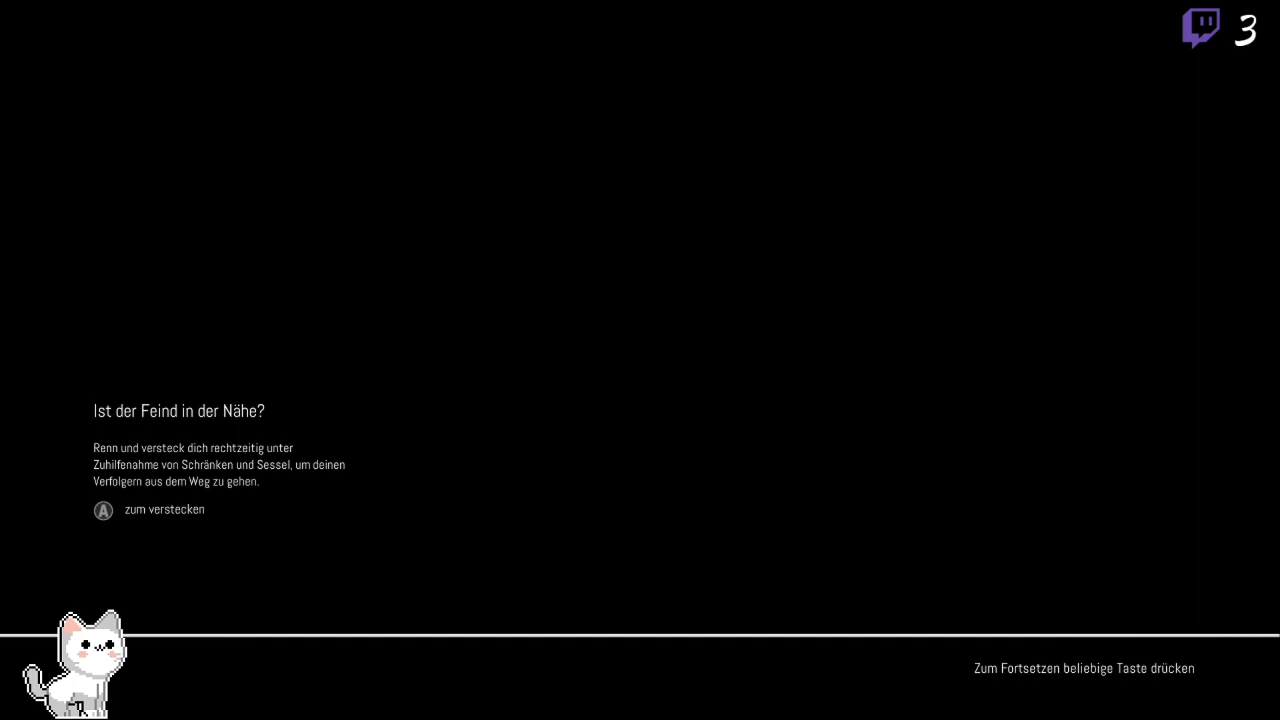 3
Ist der Feind in der Nähe?
Renn und versteck dich rechtzeitig unter
Zuhilfenahme von Schränken und Sessel, um deinen
Verfolgern aus dem Weg zu gehen.
A zum verstecken
Zum Fortsetzen beliebige Taste drücken